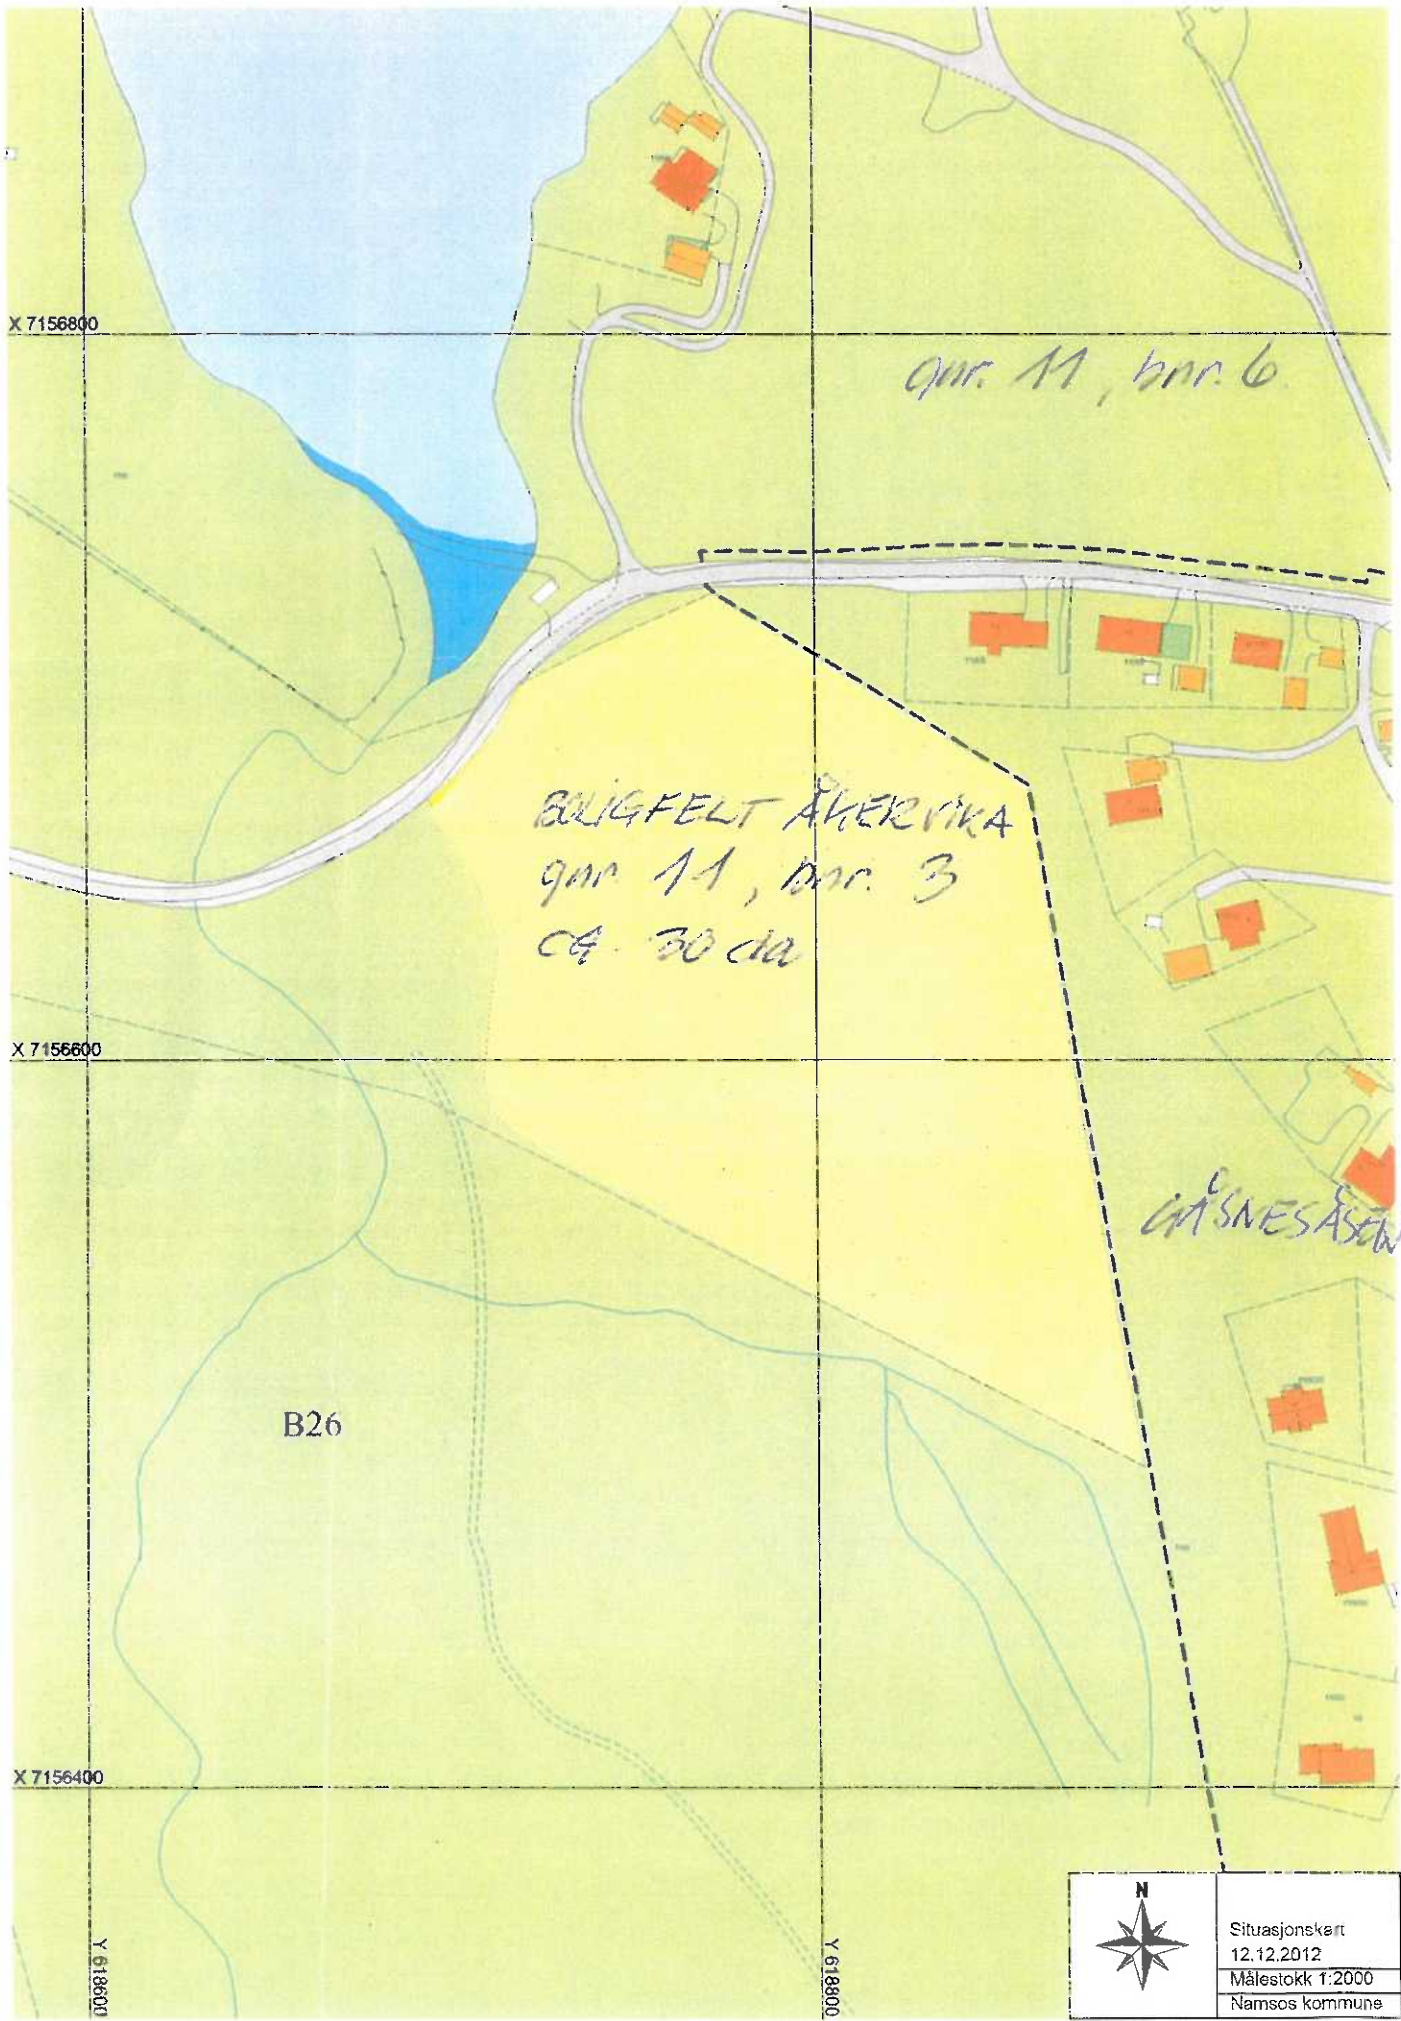 X 7156800
gnr. 11, bnr. 6.
BOLIGFELT ÅKERVIKA
gnr. 11, bnr. 3
ca. 30 da
X 7156600
GÅSNESÅSEN
B26
X 7156400
Y 618600
Y 618800
N
Situasjonskart
12.12.2012
Målestokk 1:2000
Namsos kommune